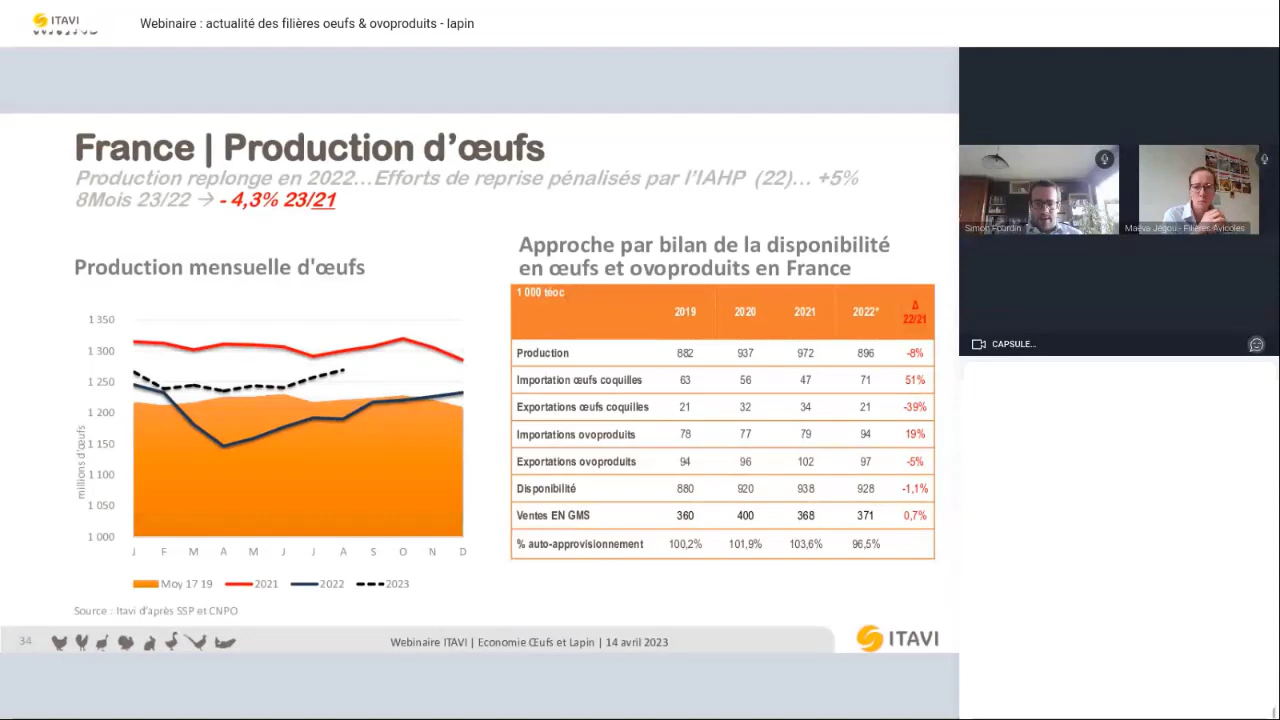 ITAVI
Webinaire : actualité des filières oeufs & ovoproduits - lapin
France | Production d'œufs
Production replonge en 2022…Efforts de reprise pénalisés par l'IAHP (22)… +5%
8Mois 23/22 → - 4,3% 23/21
Production mensuelle d'œufs
millions d'œufs
1 350
1 300
1 250
1 200
1 150
1 100
1 050
1 000
J F M A M J J A S O N D
Moy 17 19 2021 2022 2023
Source : Itavi d'après SSP et CNPO
Approche par bilan de la disponibilité
en œufs et ovoproduits en France
1 000 téoc 2019 2020 2021 2022* Δ 22/21
Production 882 937 972 896 -8%
Importation œufs coquilles 63 56 47 71 51%
Exportations œufs coquilles 21 32 34 21 -39%
Importations ovoproduits 78 77 79 94 19%
Exportations ovoproduits 94 96 102 97 -5%
Disponibilité 880 920 938 928 -1,1%
Ventes EN GMS 360 400 368 371 0,7%
% auto-approvisionnement 100,2% 101,9% 103,6% 96,5%
34
Webinaire ITAVI | Economie Œufs et Lapin | 14 avril 2023
ITAVI
Simon Fourdin
Maëva Jégou - Filières Avicoles
CAPSULE...